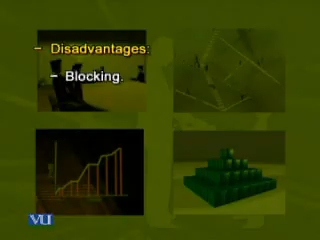 – Disadvantages:
– Blocking.
VU